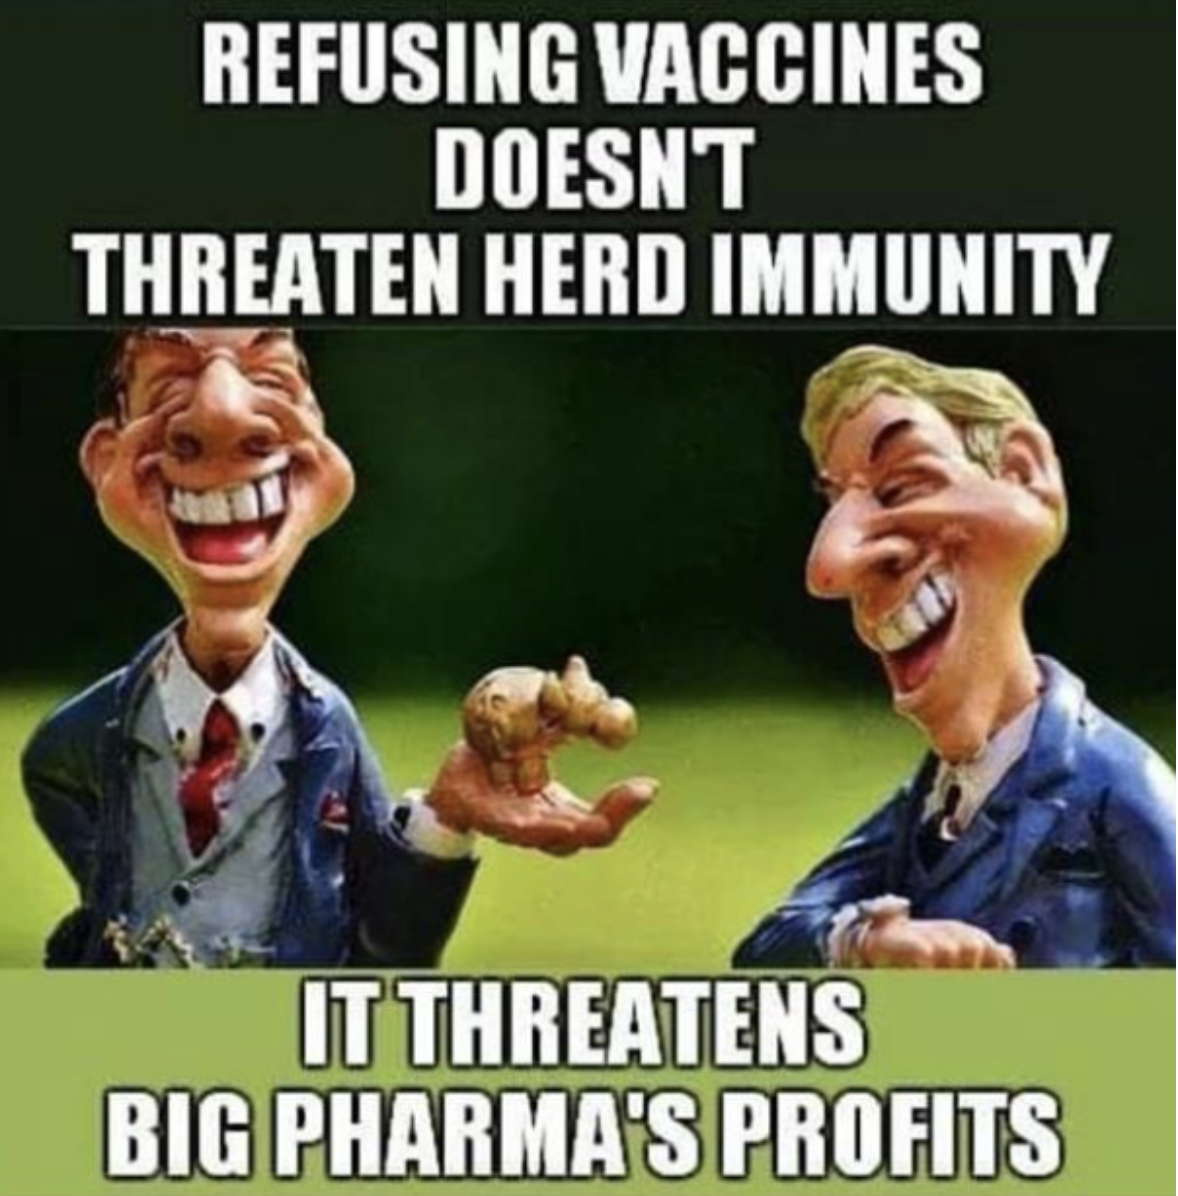 REFUSING VACCINES
DOESN'T
THREATEN HERD IMMUNITY
IT THREATENS
BIG PHARMA'S PROFITS